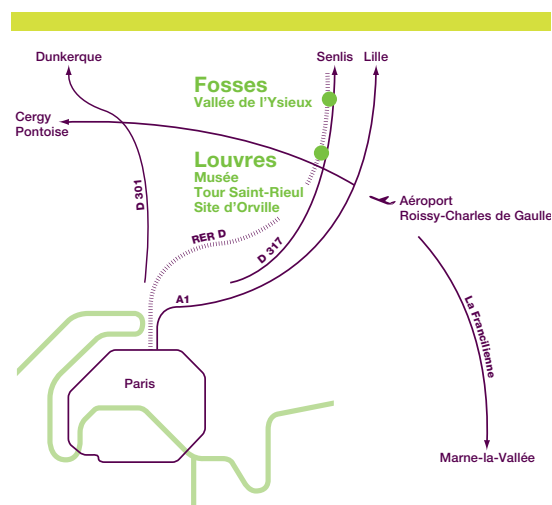 Dunkerque
Senlis
Lille
Fosses
Vallée de l'Ysieux
Cergy
Pontoise
Louvres
Musée
Tour Saint-Rieul
Site d'Orville
D 301
Aéroport
Roissy-Charles de Gaulle
RER D
D 317
A1
La Francilienne
Paris
Marne-la-Vallée